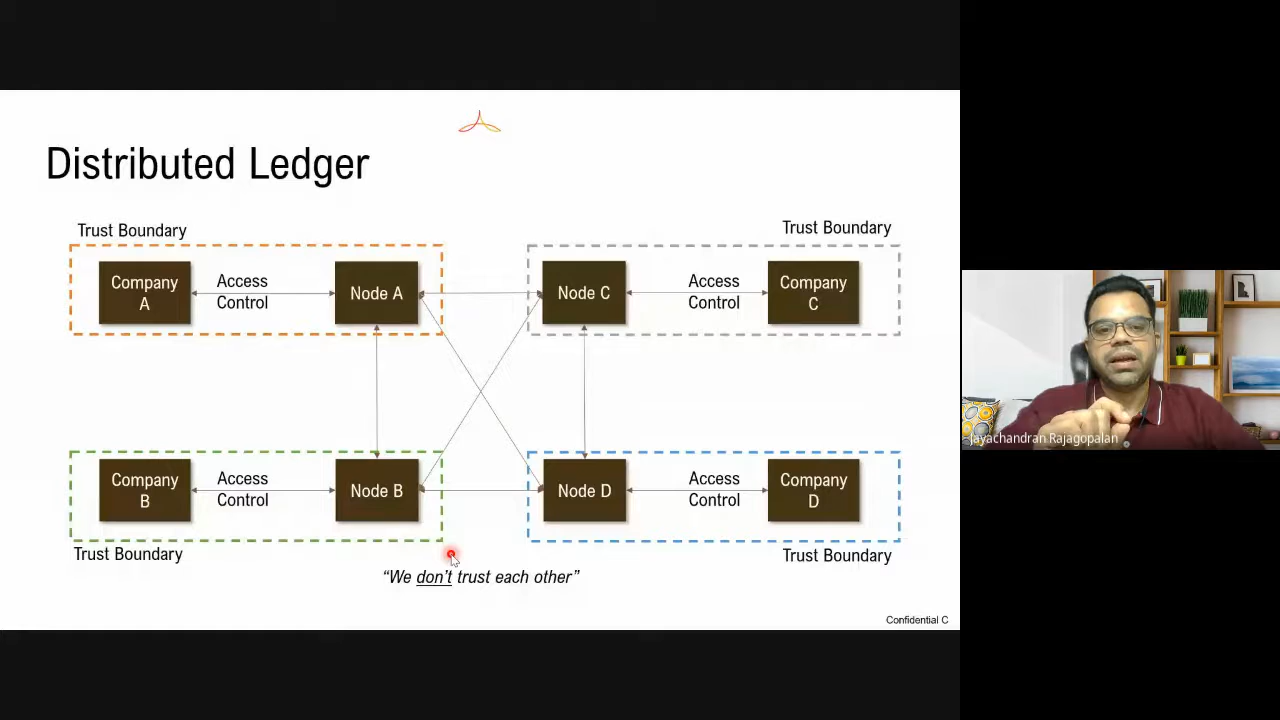 Distributed Ledger
Trust Boundary
Trust Boundary
Company
A
Access
Control
Node A
Node C
Access
Control
Company
C
Company
B
Access
Control
Node B
Node D
Access
Control
Company
D
Trust Boundary
Trust Boundary
“We don’t trust each other”
Confidential C
Jayachandran Rajagopalan